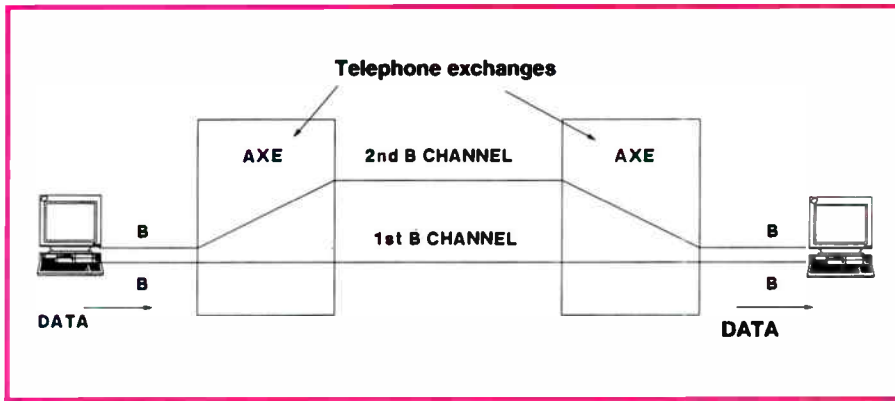 Telephone exchanges
AXE
2nd B CHANNEL
AXE
B
1st B CHANNEL
B
B
B
DATA
DATA